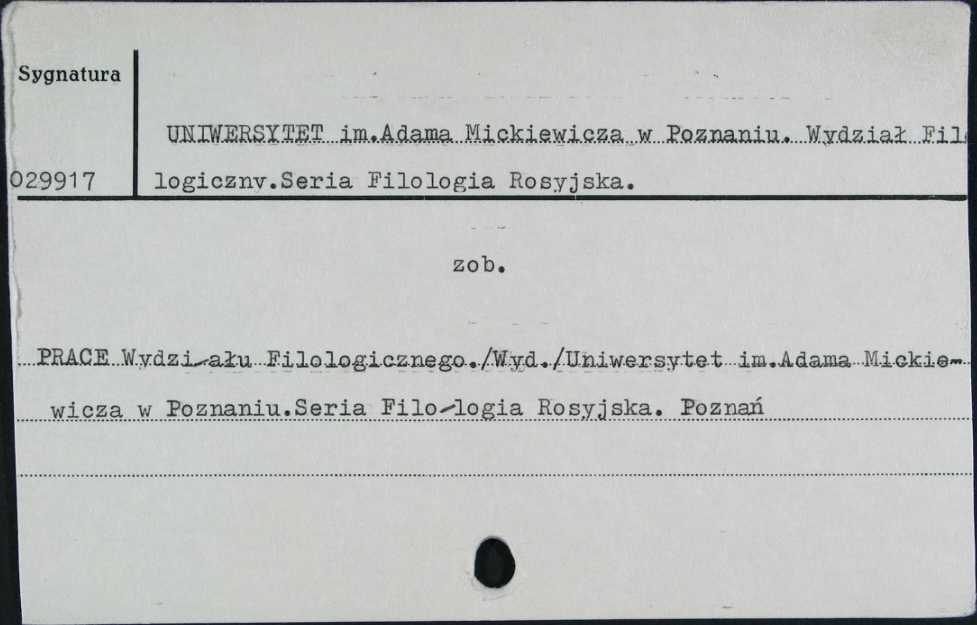 Sygnatura
UNIWERSYTET im.Adama Mickiewicza w Poznaniu. Wydział Filo
029917
logiczny.Seria Filologia Rosyjska.
zob.
PRACE Wydzi-ału Filologicznego./Wyd./Uniwersytet im.Adama Mickie-
wicza w Poznaniu.Seria Filo-logia Rosyjska. Poznań